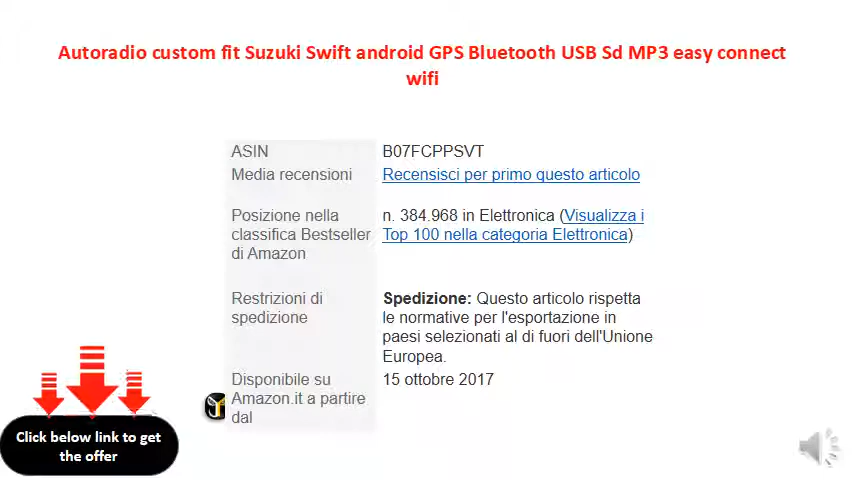 Autoradio custom fit Suzuki Swift android GPS Bluetooth USB Sd MP3 easy connect
wifi
ASIN B07FCPPSVT
Media recensioni Recensisci per primo questo articolo
Posizione nella n. 384.968 in Elettronica (Visualizza i
classifica Bestseller Top 100 nella categoria Elettronica)
di Amazon
Restrizioni di Spedizione: Questo articolo rispetta
spedizione le normative per l'esportazione in
paesi selezionati al di fuori dell'Unione
Europea.
Disponibile su 15 ottobre 2017
Amazon.it a partire
dal
Click below link to get
the offer